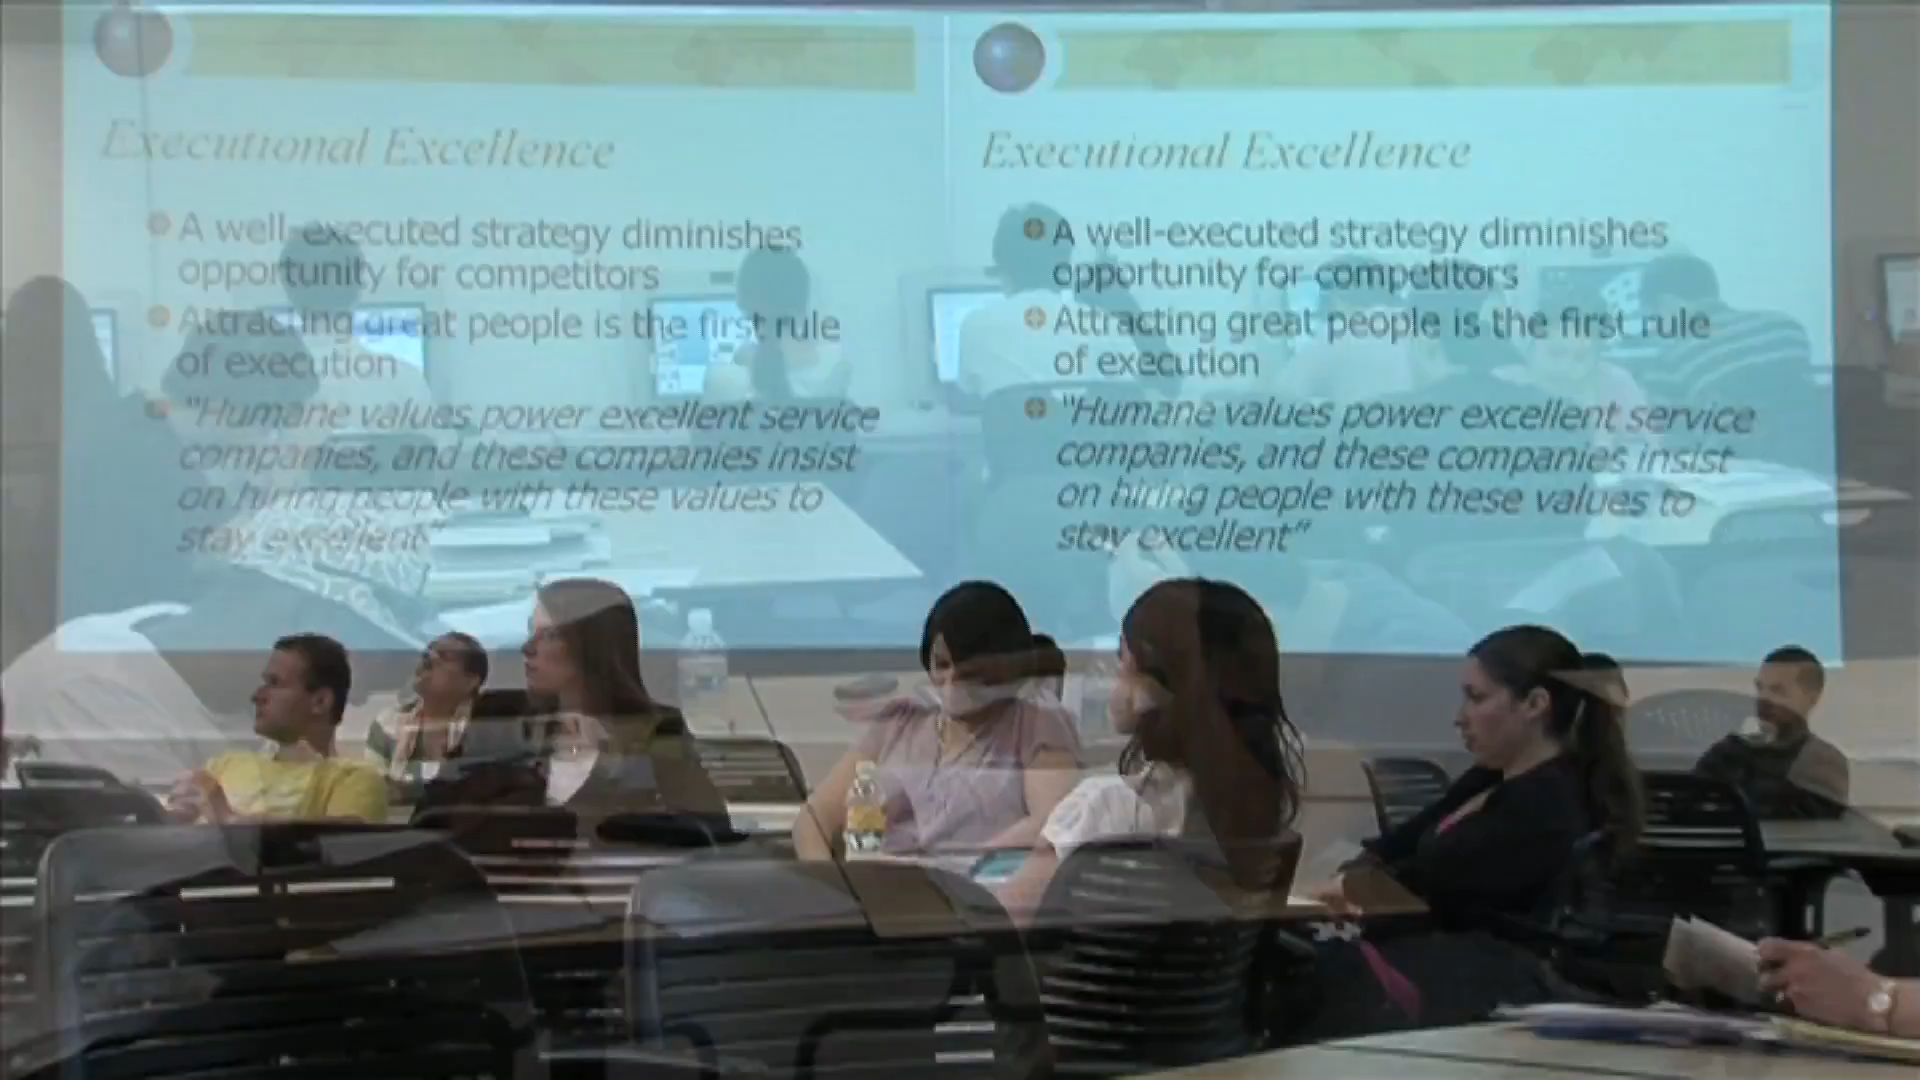 Executional Excellence
A well-executed strategy diminishes
opportunity for competitors
Attracting great people is the first rule
of execution
"Humane values power excellent service
companies, and these companies insist
on hiring people with these values to
stay excellent"
Executional Excellence
A well-executed strategy diminishes
opportunity for competitors
Attracting great people is the first rule
of execution
"Humane values power excellent service
companies, and these companies insist
on hiring people with these values to
stay excellent"